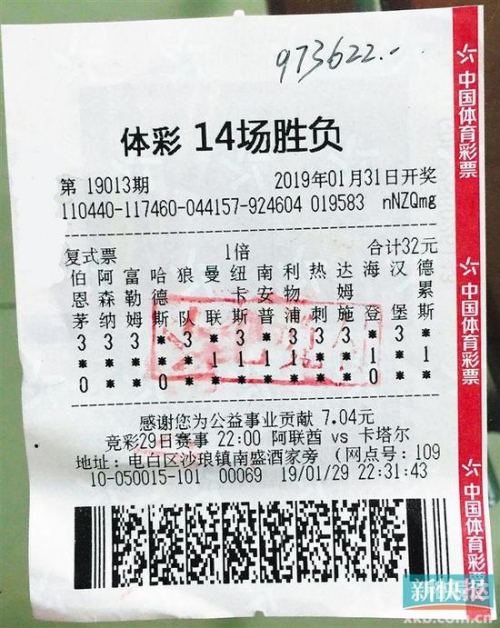 973622.-
体彩 14场胜负
第 19013期 2019年01月31日开奖
110440-117460-044157-924604 019583 nNZQmg
复式票 1倍 合计32元
伯 阿 富 哈 狼 曼 纽 南 利 热 达 海 汉 德
恩 森 勒 德 卡 安 物 姆 累
茅 纳 姆 斯 队 联 斯 普 浦 刺 施 登 堡 斯
3 3 3 * 3 * 3 * 3 * 3 * 3 *
* * * * * 1 1 1 1 * * 1 * 1
0 * * 0 * * * * * * * 0 * *
感谢您为公益事业贡献 7.04元
竞彩29日赛事 22:00 阿联酋 vs 卡塔尔
地址: 电白区沙琅镇南盛酒家旁 (网点号: 109
10-050015-101 00069 19/01/29 22:31:43
中国体育彩票
中国体育彩票
中国体育彩票
新快报
xkb.com.cn